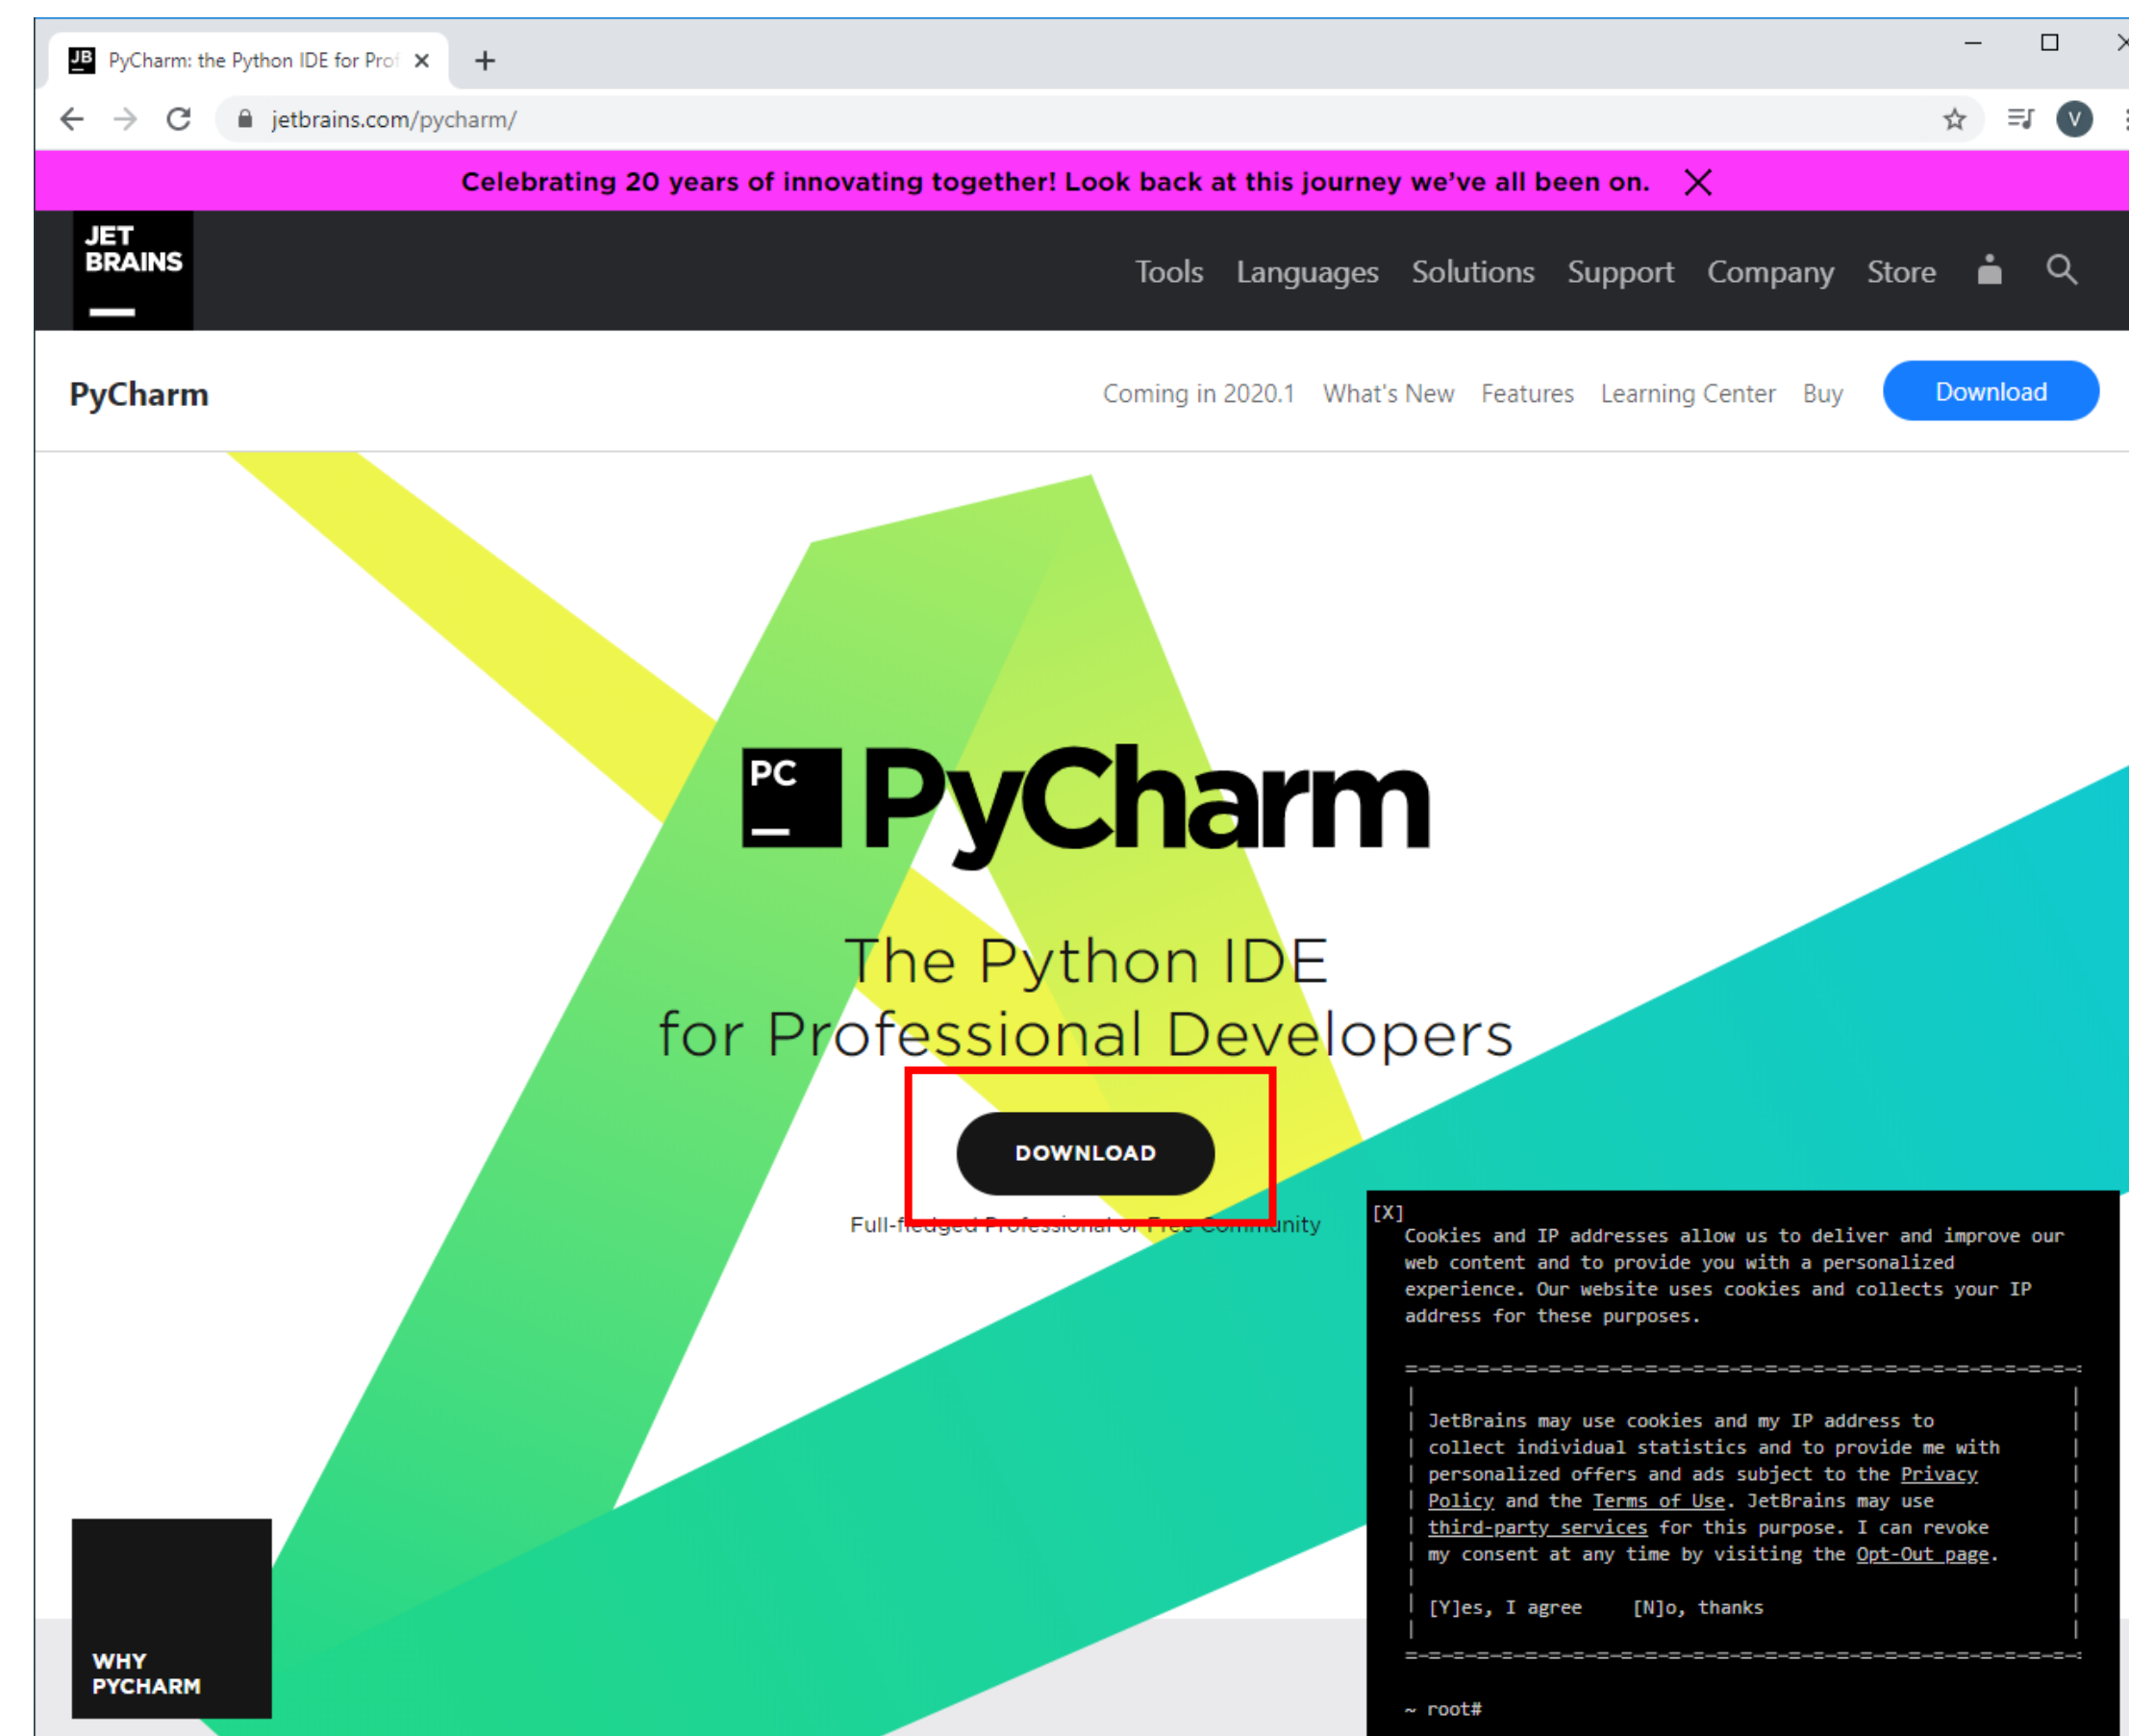 JB PyCharm: the Python IDE for Prof
jetbrains.com/pycharm/
V
Celebrating 20 years of innovating together! Look back at this journey we've all been on.
JET
BRAINS
Tools Languages Solutions Support Company Store
PyCharm
Coming in 2020.1 What's New Features Learning Center Buy Download
PC PyCharm
The Python IDE
for Professional Developers
DOWNLOAD
Full-fledged Professional or Free Community
[X]
Cookies and IP addresses allow us to deliver and improve our
web content and to provide you with a personalized
experience. Our website uses cookies and collects your IP
address for these purposes.
JetBrains may use cookies and my IP address to
collect individual statistics and to provide me with
personalized offers and ads subject to the Privacy
Policy and the Terms of Use. JetBrains may use
third-party services for this purpose. I can revoke
my consent at any time by visiting the Opt-Out page.
[Y]es, I agree [N]o, thanks
~ root#
WHY
PYCHARM